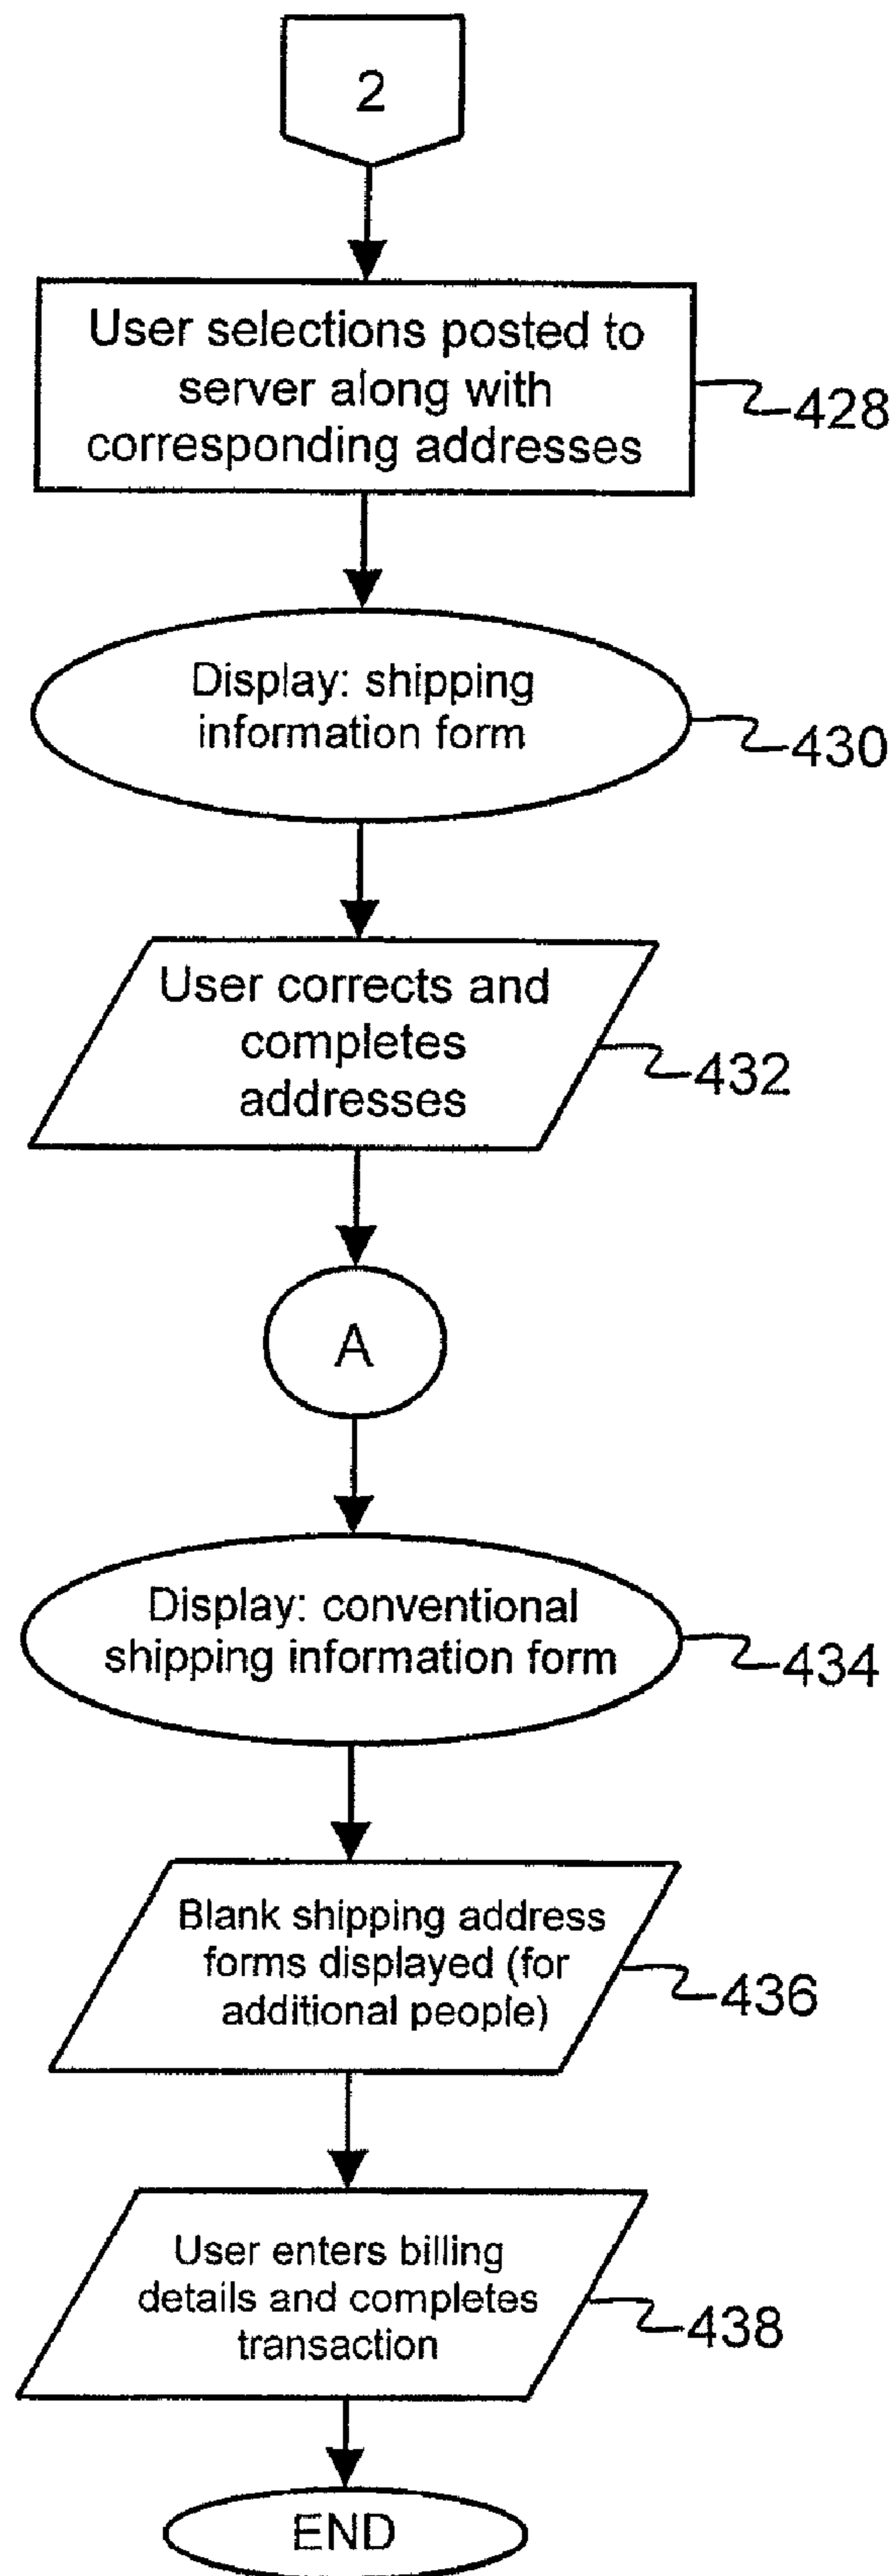 2
User selections posted to
server along with
corresponding addresses
428
Display: shipping
information form
430
User corrects and
completes
addresses
432
A
Display: conventional
shipping information form
434
Blank shipping address
forms displayed (for
additional people)
436
User enters billing
details and completes
transaction
438
END